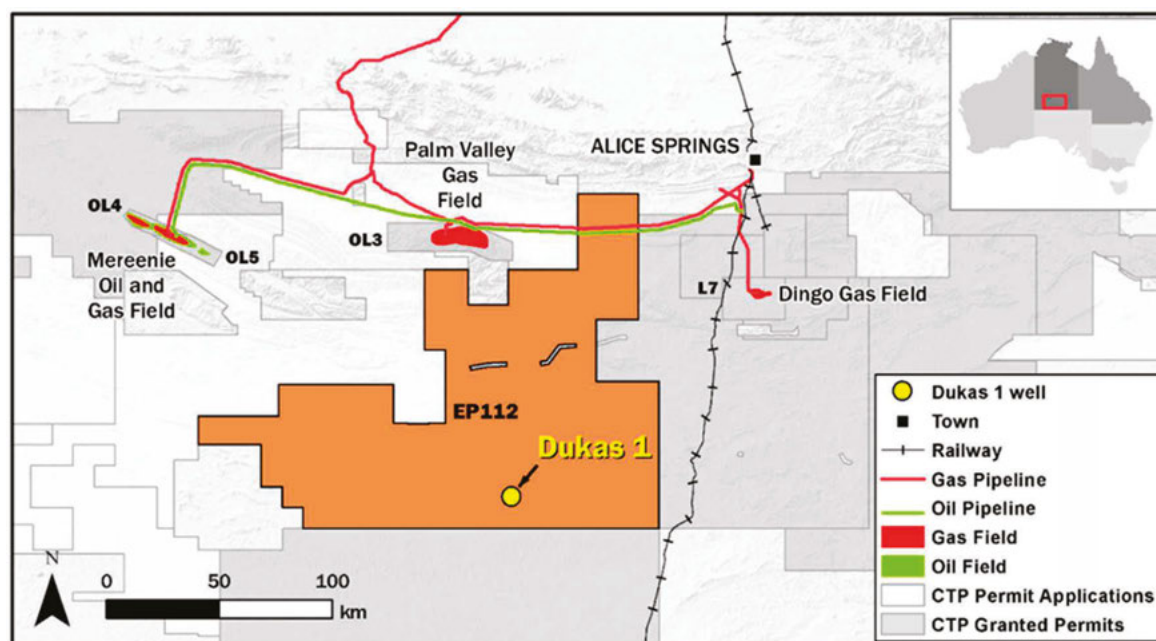 ALICE SPRINGS
Palm Valley
Gas
Field
OL4
OL3
OL5
Mereenie
Oil and
Gas Field
L7
Dingo Gas Field
EP112
Dukas 1
N
0 50 100
km
Dukas 1 well
Town
Railway
Gas Pipeline
Oil Pipeline
Gas Field
Oil Field
CTP Permit Applications
CTP Granted Permits